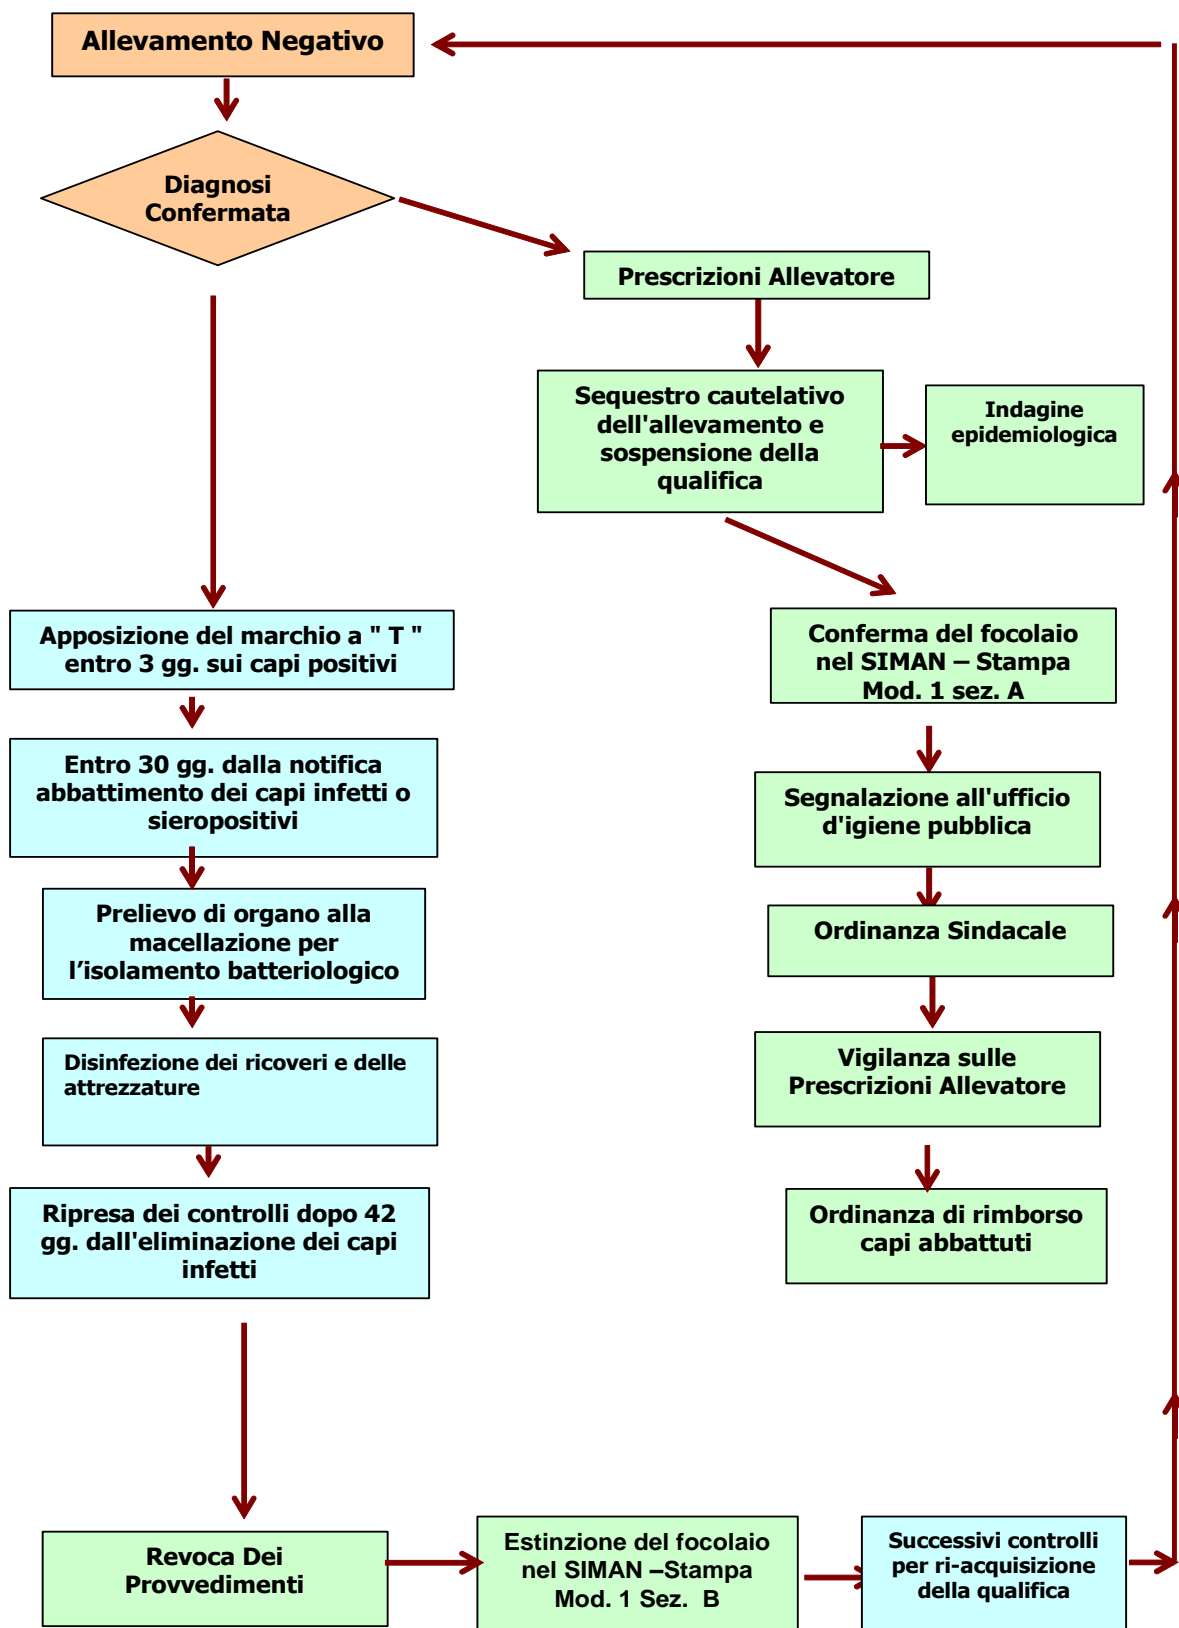 Allevamento Negativo
Diagnosi
Confermata
Prescrizioni Allevatore
Sequestro cautelativo
dell'allevamento e
sospensione della
qualifica
Indagine
epidemiologica
Apposizione del marchio a " T "
entro 3 gg. sui capi positivi
Conferma del focolaio
nel SIMAN – Stampa
Mod. 1 sez. A
Entro 30 gg. dalla notifica
abbattimento dei capi infetti o
sieropositivi
Segnalazione all'ufficio
d'igiene pubblica
Prelievo di organo alla
macellazione per
l’isolamento batteriologico
Ordinanza Sindacale
Disinfezione dei ricoveri e delle
attrezzature
Vigilanza sulle
Prescrizioni Allevatore
Ripresa dei controlli dopo 42
gg. dall'eliminazione dei capi
infetti
Ordinanza di rimborso
capi abbattuti
Revoca Dei
Provvedimenti
Estinzione del focolaio
nel SIMAN –Stampa
Mod. 1 Sez. B
Successivi controlli
per ri-acquisizione
della qualifica